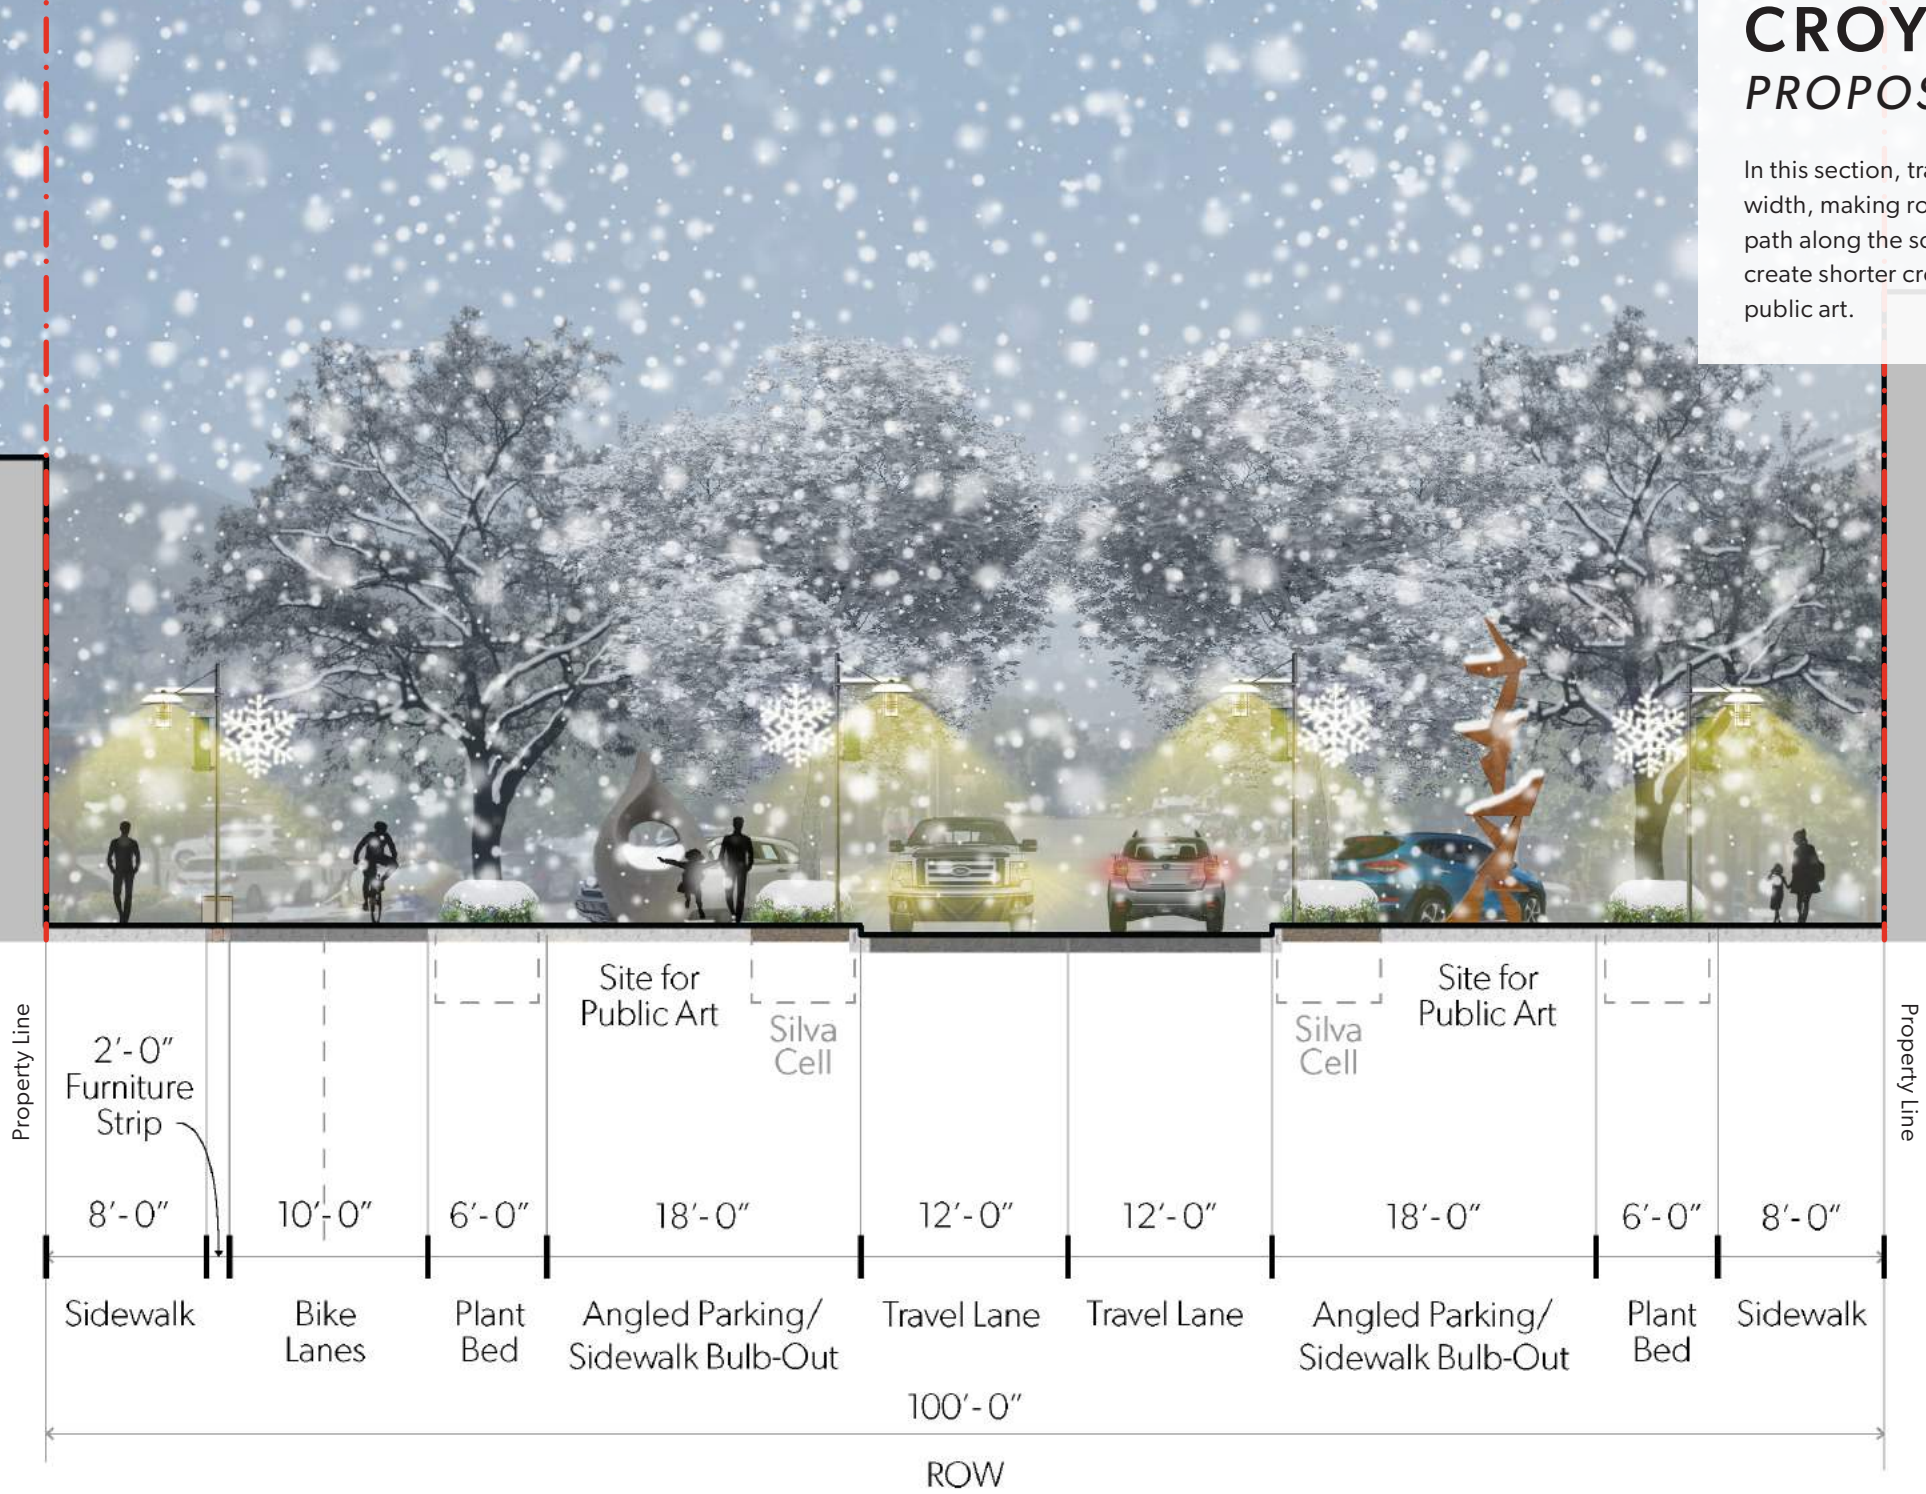 CROY
PROPOS
In this section, tra
width, making ro
path along the so
create shorter cro
public art.
Site for
Public Art
Silva
Cell
Silva
Cell
Site for
Public Art
Property Line
Property Line
2'-0"
Furniture
Strip
8'-0" 10'-0" 6'-0" 18'-0" 12'-0" 12'-0" 18'-0" 6'-0" 8'-0"
Sidewalk Bike Plant Angled Parking/ Travel Lane Travel Lane Angled Parking/ Plant Sidewalk
Lanes Bed Sidewalk Bulb-Out Sidewalk Bulb-Out Bed
100'-0"
ROW